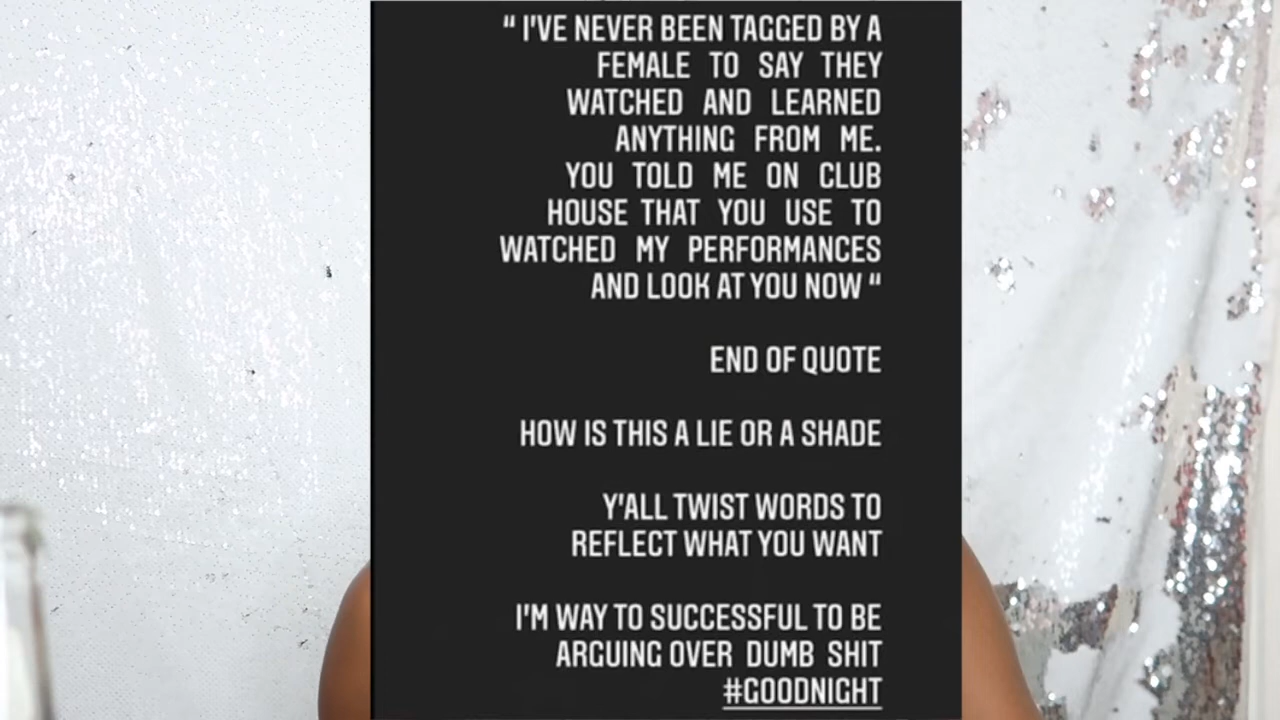 “ I'VE NEVER BEEN TAGGED BY A
FEMALE TO SAY THEY
WATCHED AND LEARNED
ANYTHING FROM ME.
YOU TOLD ME ON CLUB
HOUSE THAT YOU USE TO
WATCHED MY PERFORMANCES
AND LOOK AT YOU NOW “
END OF QUOTE
HOW IS THIS A LIE OR A SHADE
Y'ALL TWIST WORDS TO
REFLECT WHAT YOU WANT
I'M WAY TO SUCCESSFUL TO BE
ARGUING OVER DUMB SHIT
#GOODNIGHT